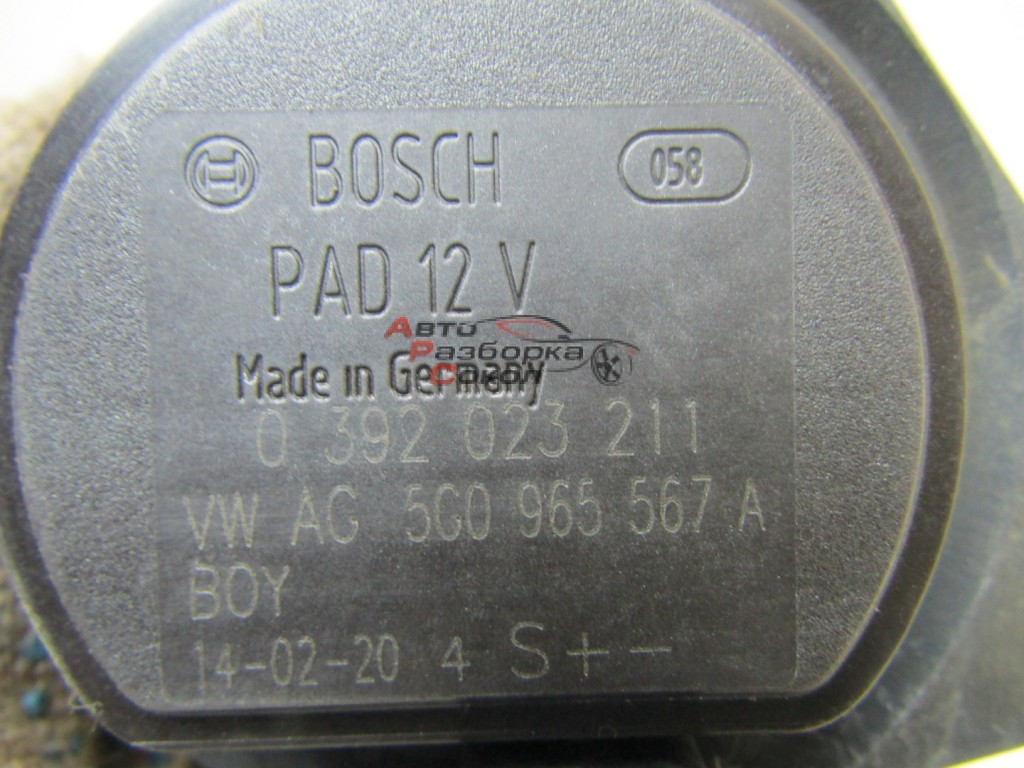 BOSCH 058
PAD 12 V
Авто
Разборка
Made in Germany
0 392 023 211
VW AG 5G0 965 567 A
BOY
14-02-20 4 S + -